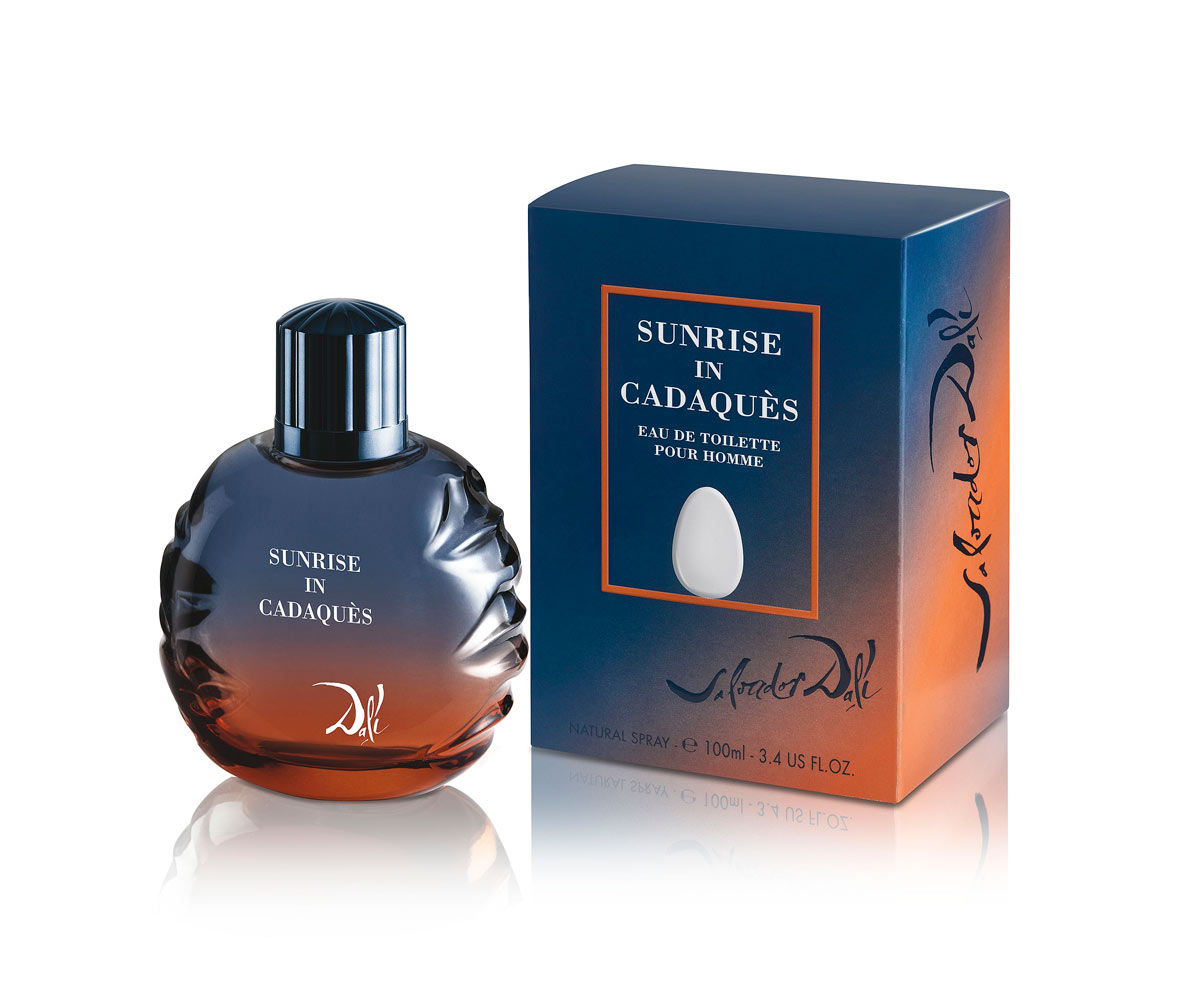 SUNRISE
IN
CADAQUÈS
Dalí
SUNRISE
IN
CADAQUÈS
EAU DE TOILETTE
POUR HOMME
Salvador Dalí
NATURAL SPRAY - ℮ 100ml - 3.4 US FL.OZ.
Salvador Dalí